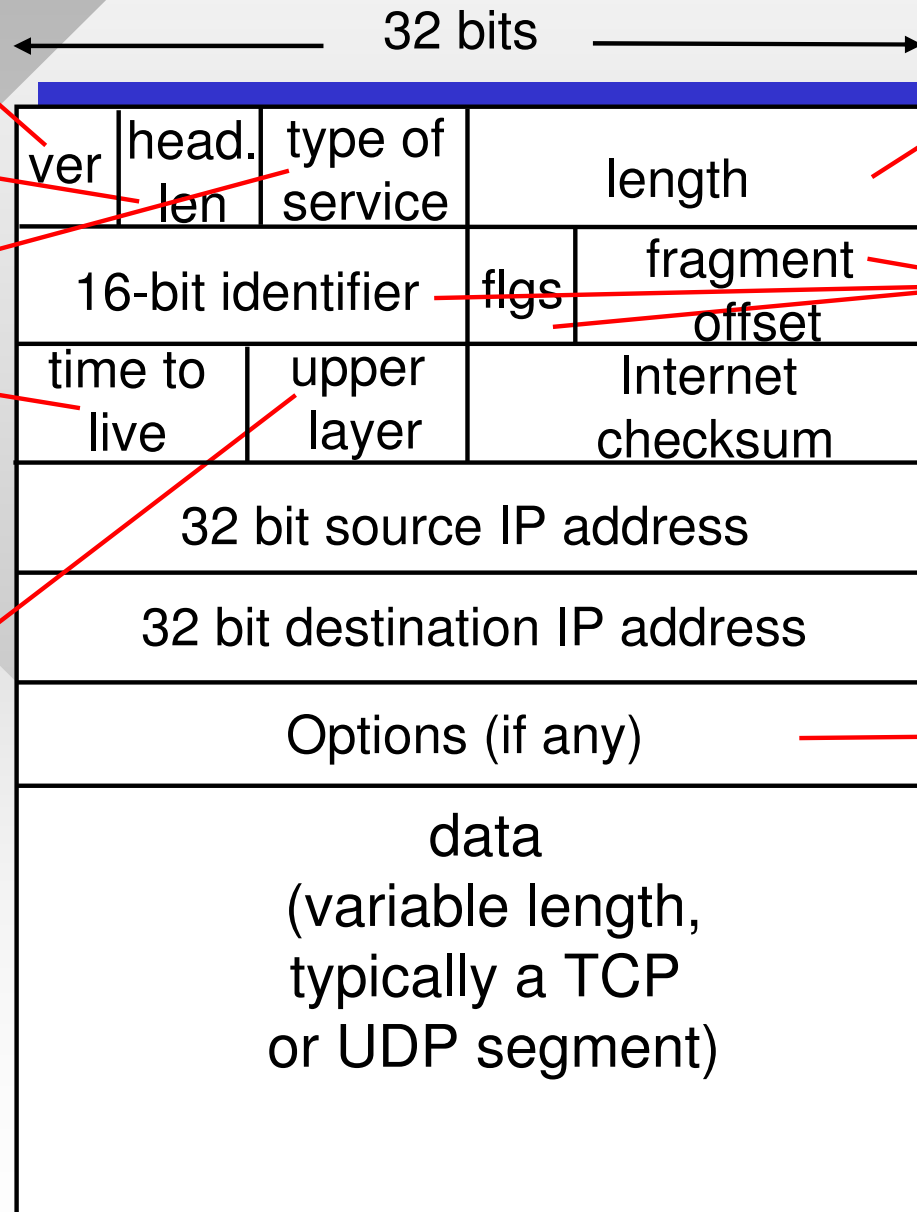 32 bits
ver
head.
len
type of
service
length
16-bit identifier
flgs
fragment
offset
time to
live
upper
layer
Internet
checksum
32 bit source IP address
32 bit destination IP address
Options (if any)
data
(variable length,
typically a TCP
or UDP segment)